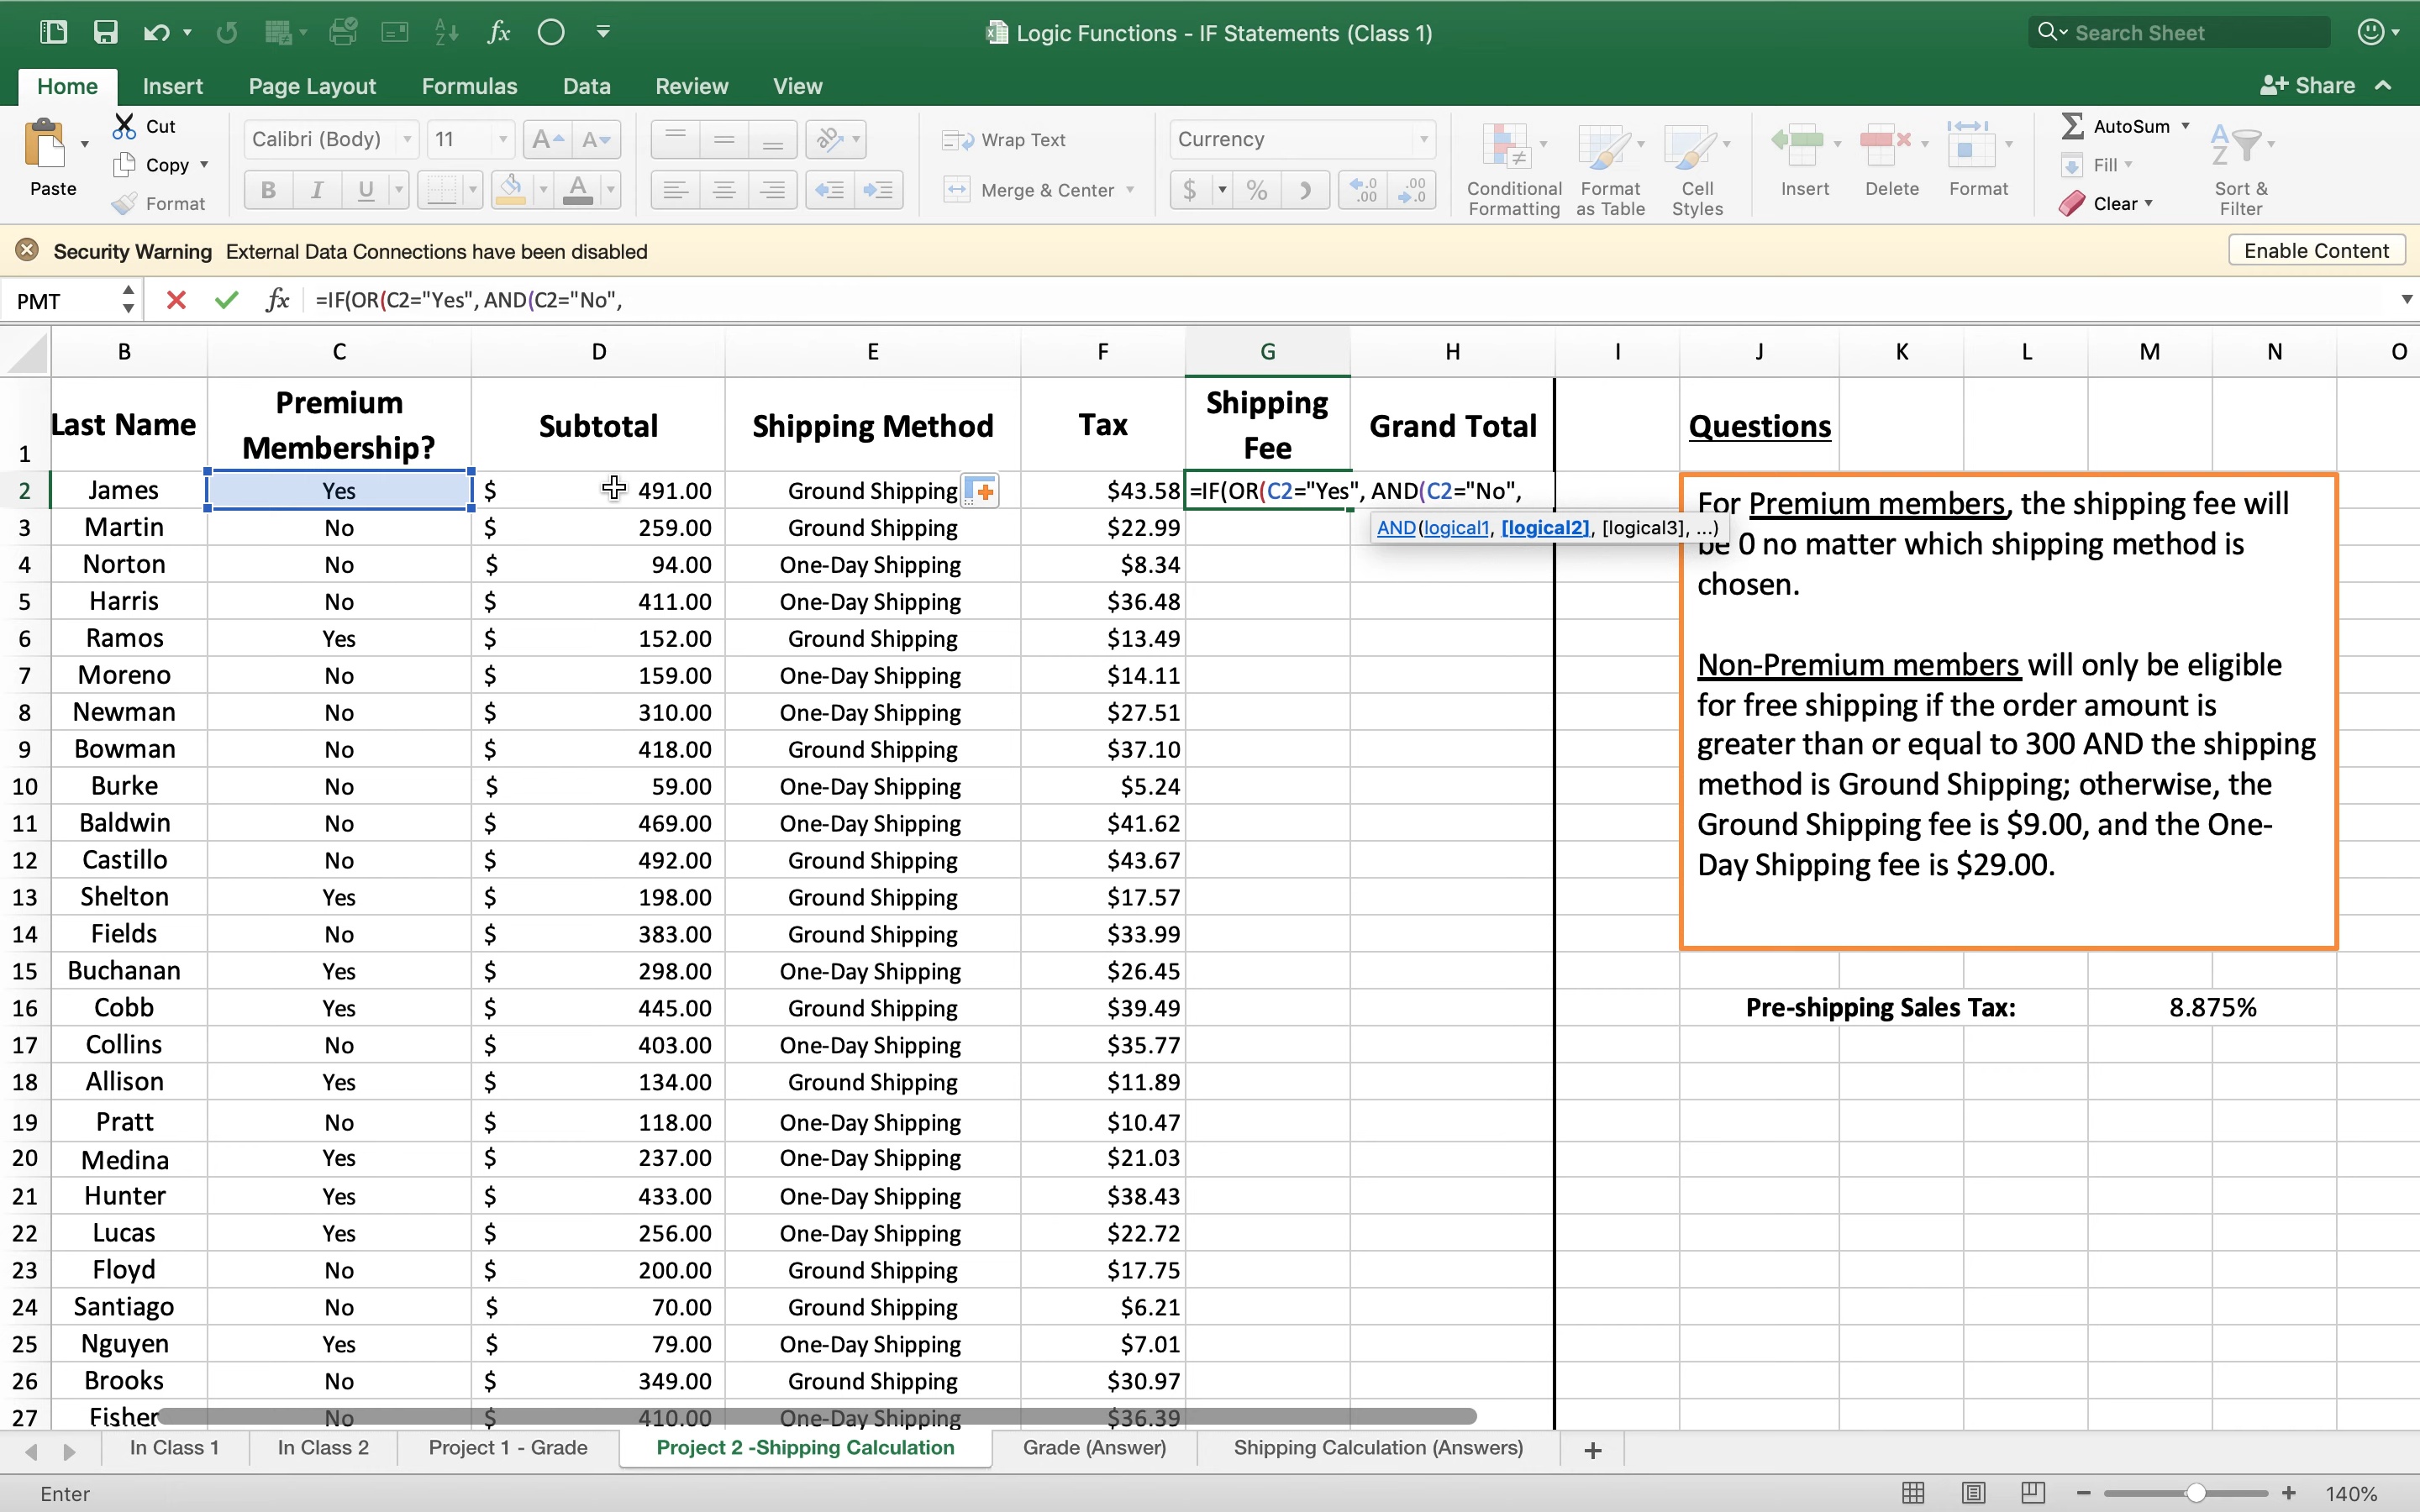 Logic Functions - IF Statements (Class 1)
Search Sheet
Home Insert Page Layout Formulas Data Review View
Share
Paste
Cut
Copy
Format
Calibri (Body) 11
Wrap Text
Merge & Center
Currency
Conditional Formatting
Format as Table
Cell Styles
Insert
Delete
Format
AutoSum
Fill
Clear
Sort & Filter
Security Warning External Data Connections have been disabled
Enable Content
PMT fx =IF(OR(C2="Yes", AND(C2="No",
B C D E F G H I J K L M N O
1 Last Name Premium Membership? Subtotal Shipping Method Tax Shipping Fee Grand Total Questions
2 James Yes $ 491.00 Ground Shipping $43.58 =IF(OR(C2="Yes", AND(C2="No",
AND(logical1, [logical2], [logical3], ...)
3 Martin No $ 259.00 Ground Shipping $22.99
4 Norton No $ 94.00 One-Day Shipping $8.34
5 Harris No $ 411.00 One-Day Shipping $36.48
6 Ramos Yes $ 152.00 Ground Shipping $13.49
7 Moreno No $ 159.00 One-Day Shipping $14.11
8 Newman No $ 310.00 One-Day Shipping $27.51
9 Bowman No $ 418.00 Ground Shipping $37.10
10 Burke No $ 59.00 One-Day Shipping $5.24
11 Baldwin No $ 469.00 One-Day Shipping $41.62
12 Castillo No $ 492.00 Ground Shipping $43.67
13 Shelton Yes $ 198.00 Ground Shipping $17.57
14 Fields No $ 383.00 Ground Shipping $33.99
15 Buchanan Yes $ 298.00 One-Day Shipping $26.45
16 Cobb Yes $ 445.00 Ground Shipping $39.49
17 Collins No $ 403.00 One-Day Shipping $35.77
18 Allison Yes $ 134.00 Ground Shipping $11.89
19 Pratt No $ 118.00 One-Day Shipping $10.47
20 Medina Yes $ 237.00 One-Day Shipping $21.03
21 Hunter Yes $ 433.00 One-Day Shipping $38.43
22 Lucas Yes $ 256.00 One-Day Shipping $22.72
23 Floyd No $ 200.00 Ground Shipping $17.75
24 Santiago No $ 70.00 Ground Shipping $6.21
25 Nguyen Yes $ 79.00 One-Day Shipping $7.01
26 Brooks No $ 349.00 Ground Shipping $30.97
27 Fisher No $ 410.00 One-Day Shipping $36.39
For Premium members, the shipping fee will
be 0 no matter which shipping method is
chosen.
Non-Premium members will only be eligible
for free shipping if the order amount is
greater than or equal to 300 AND the shipping
method is Ground Shipping; otherwise, the
Ground Shipping fee is $9.00, and the One-
Day Shipping fee is $29.00.
Pre-shipping Sales Tax: 8.875%
In Class 1 In Class 2 Project 1 - Grade Project 2 -Shipping Calculation Grade (Answer) Shipping Calculation (Answers) +
Enter
140%